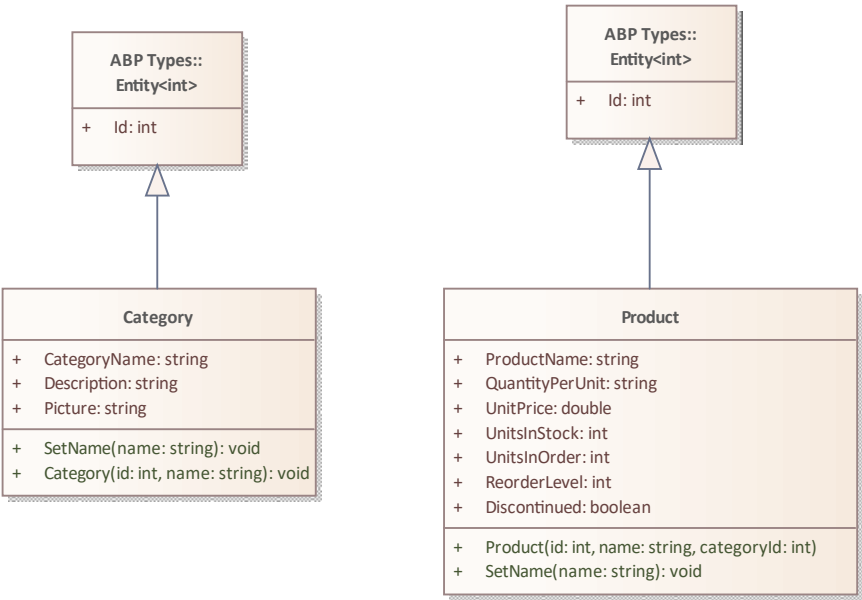 ABP Types::
Entity<int>
+ Id: int
ABP Types::
Entity<int>
+ Id: int
Category
+ CategoryName: string
+ Description: string
+ Picture: string
+ SetName(name: string): void
+ Category(id: int, name: string): void
Product
+ ProductName: string
+ QuantityPerUnit: string
+ UnitPrice: double
+ UnitsInStock: int
+ UnitsInOrder: int
+ ReorderLevel: int
+ Discontinued: boolean
+ Product(id: int, name: string, categoryId: int)
+ SetName(name: string): void